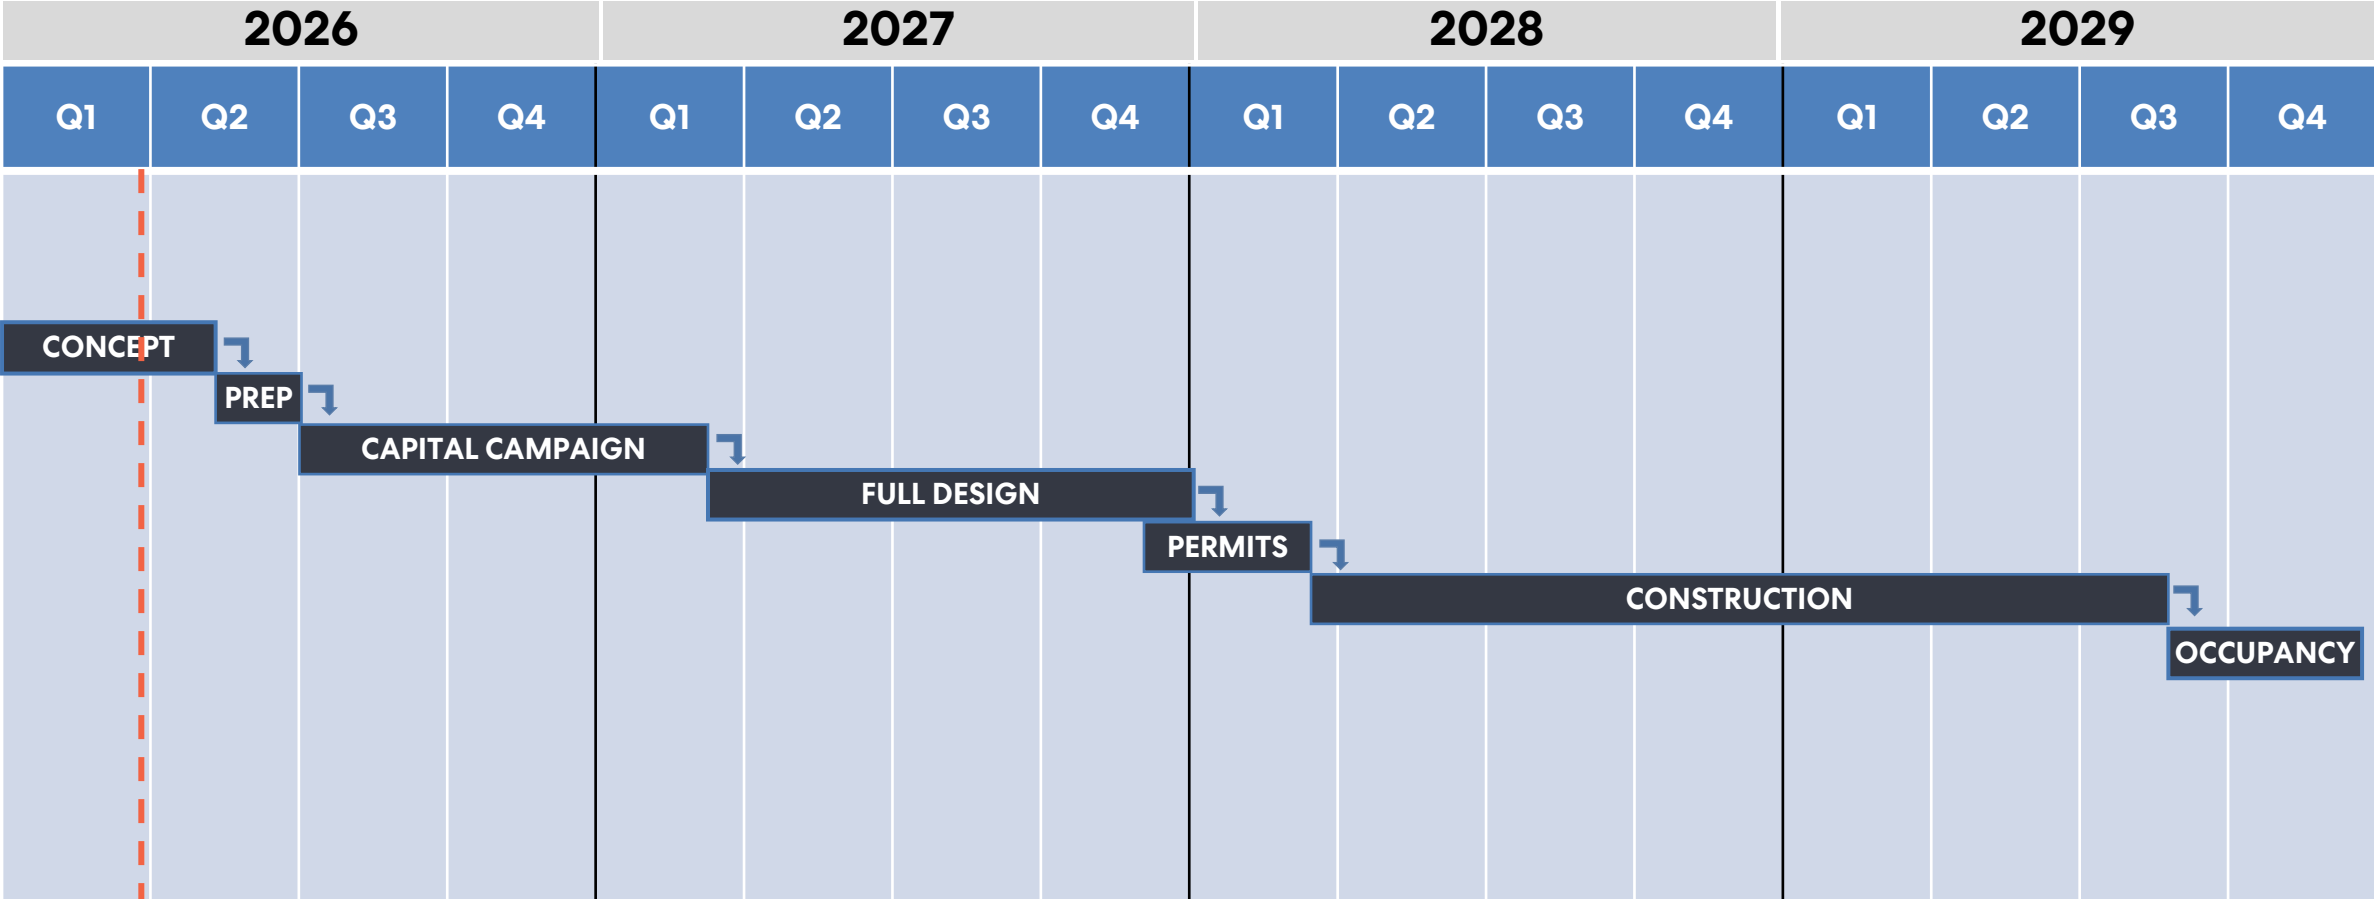 2026 2027 2028 2029
Q1 Q2 Q3 Q4 Q1 Q2 Q3 Q4 Q1 Q2 Q3 Q4 Q1 Q2 Q3 Q4
CONCEPT
PREP
CAPITAL CAMPAIGN
FULL DESIGN
PERMITS
CONSTRUCTION
OCCUPANCY